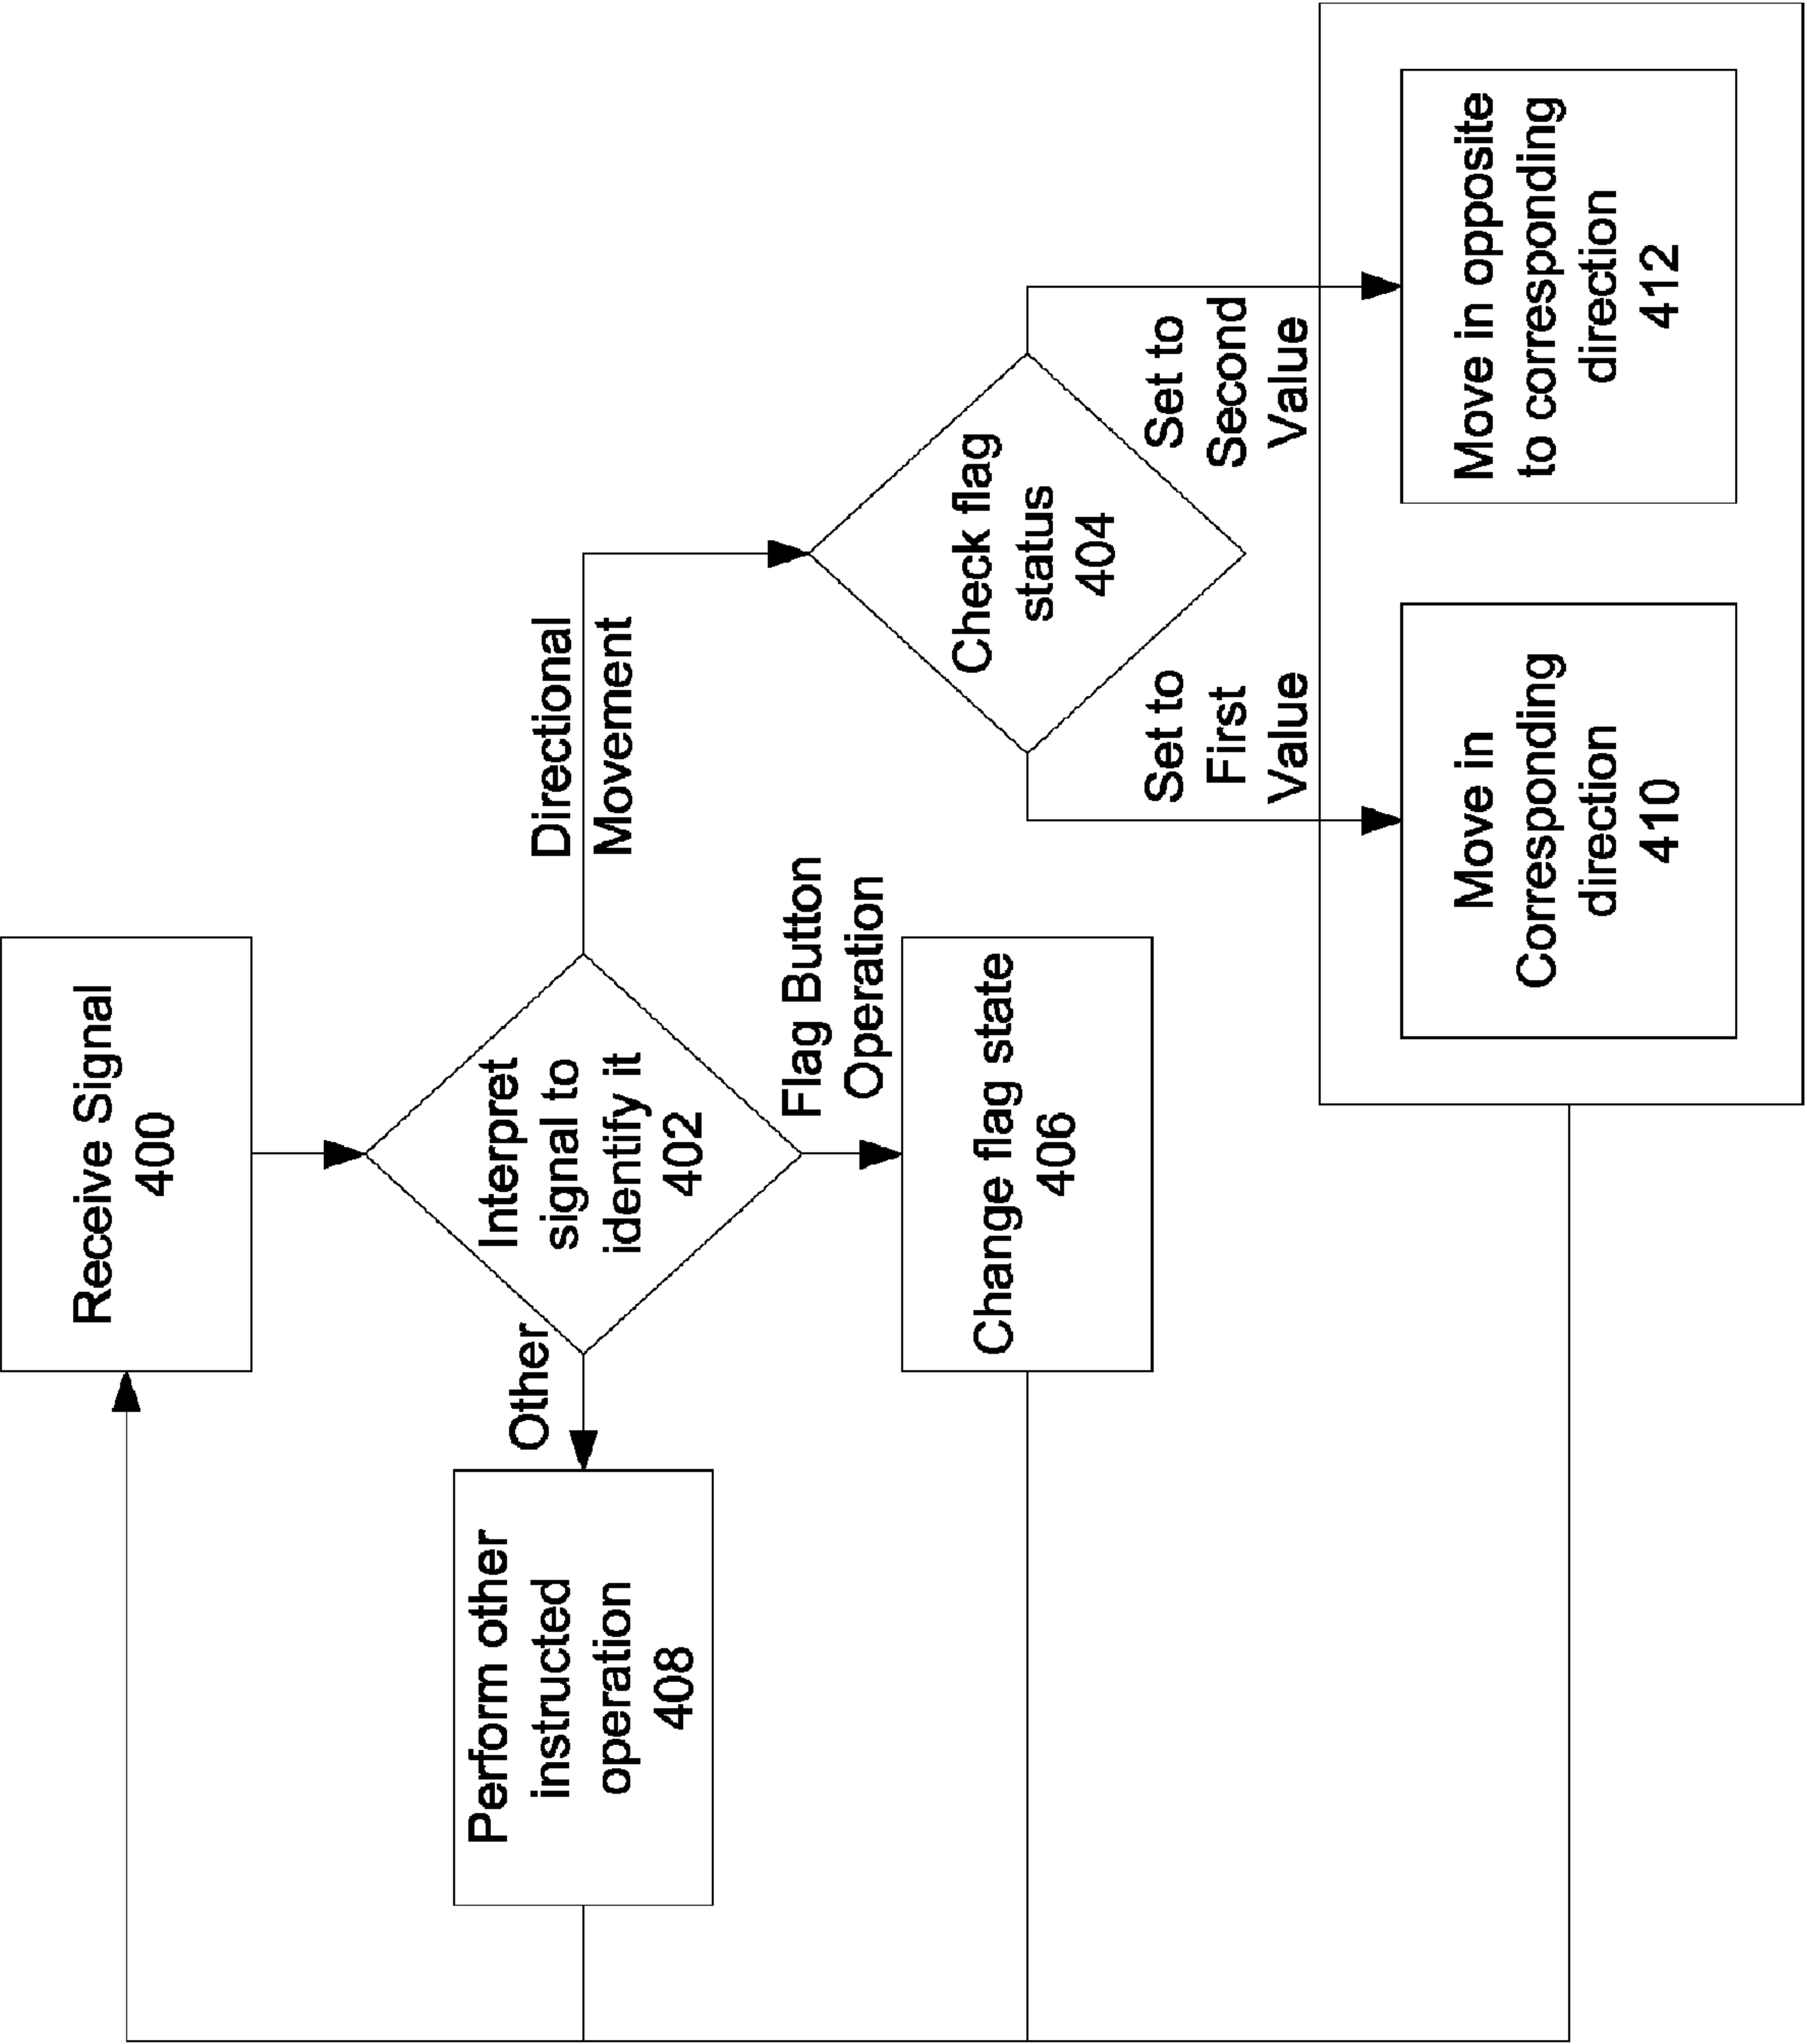 Receive Signal
400
Interpret
signal to
identify it
402
Other
Directional
Movement
Flag Button
Operation
Perform other
instructed
operation
408
Change flag state
406
Check flag
status
404
Set to
First
Value
Set to
Second
Value
Move in
Corresponding
direction
410
Move in opposite
to corresponding
direction
412